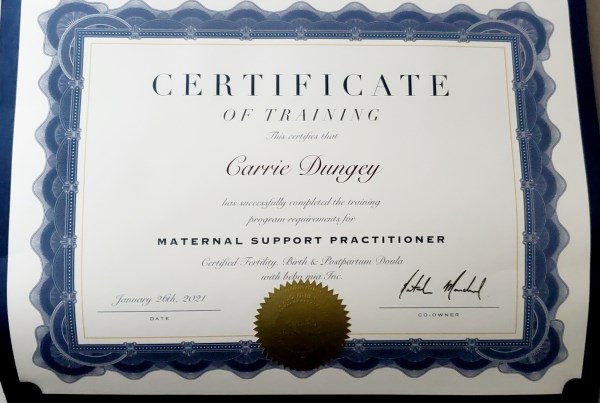 CERTIFICATE
OF TRAINING
This certifies that
Carrie Dungey
has successfully completed the training
program requirements for
MATERNAL SUPPORT PRACTITIONER
Certified Fertility, Birth & Postpartum Doula
with bebo mia Inc.
January 26th, 2021
DATE
CO-OWNER